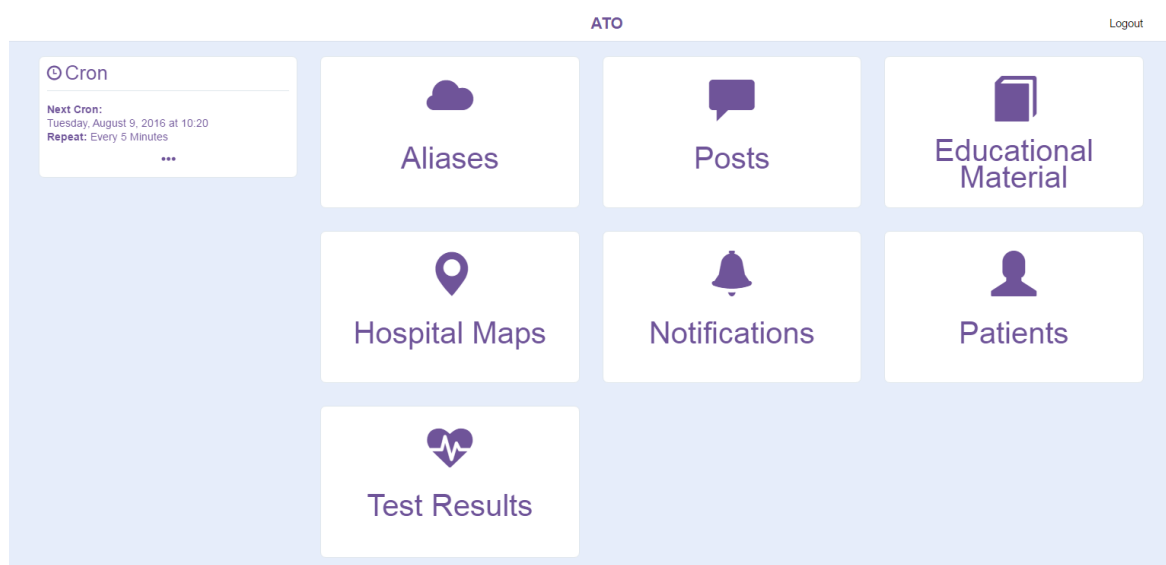 ATO
Logout
Cron
Next Cron:
Tuesday, August 9, 2016 at 10:20
Repeat: Every 5 Minutes
Aliases
Posts
Educational
Material
Hospital Maps
Notifications
Patients
Test Results